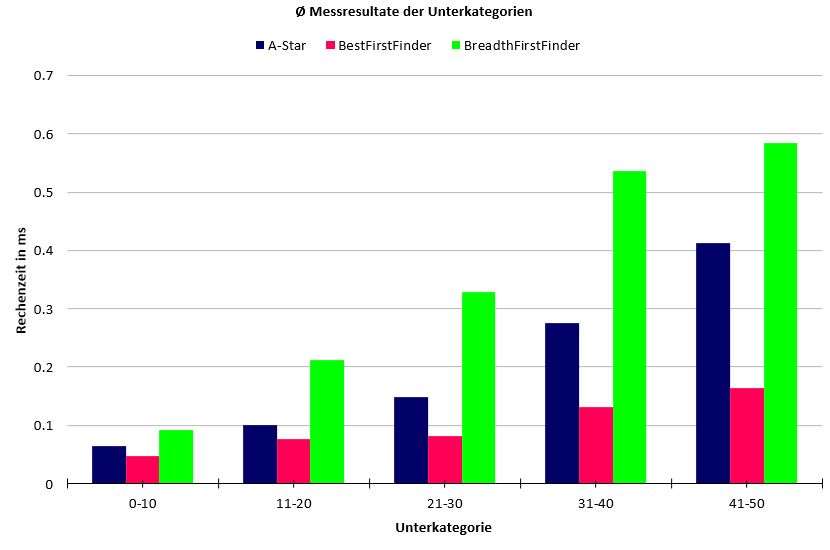 Ø Messresultate der Unterkategorien
A-Star BestFirstFinder BreadthFirstFinder
0.7
0.6
0.5
0.4
0.3
0.2
0.1
0
Rechenzeit in ms
0-10 11-20 21-30 31-40 41-50
Unterkategorie